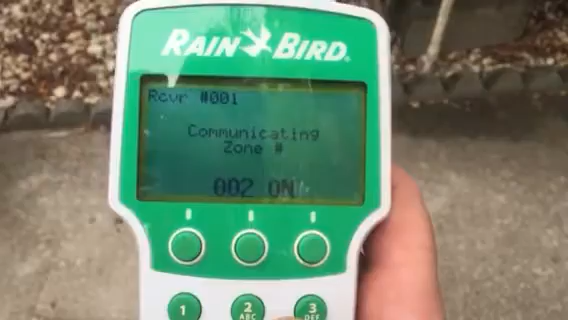 RAIN BIRD®
Rcvr #001
Communicating
Zone #
002 ON
1
2
ABC
3
DEF